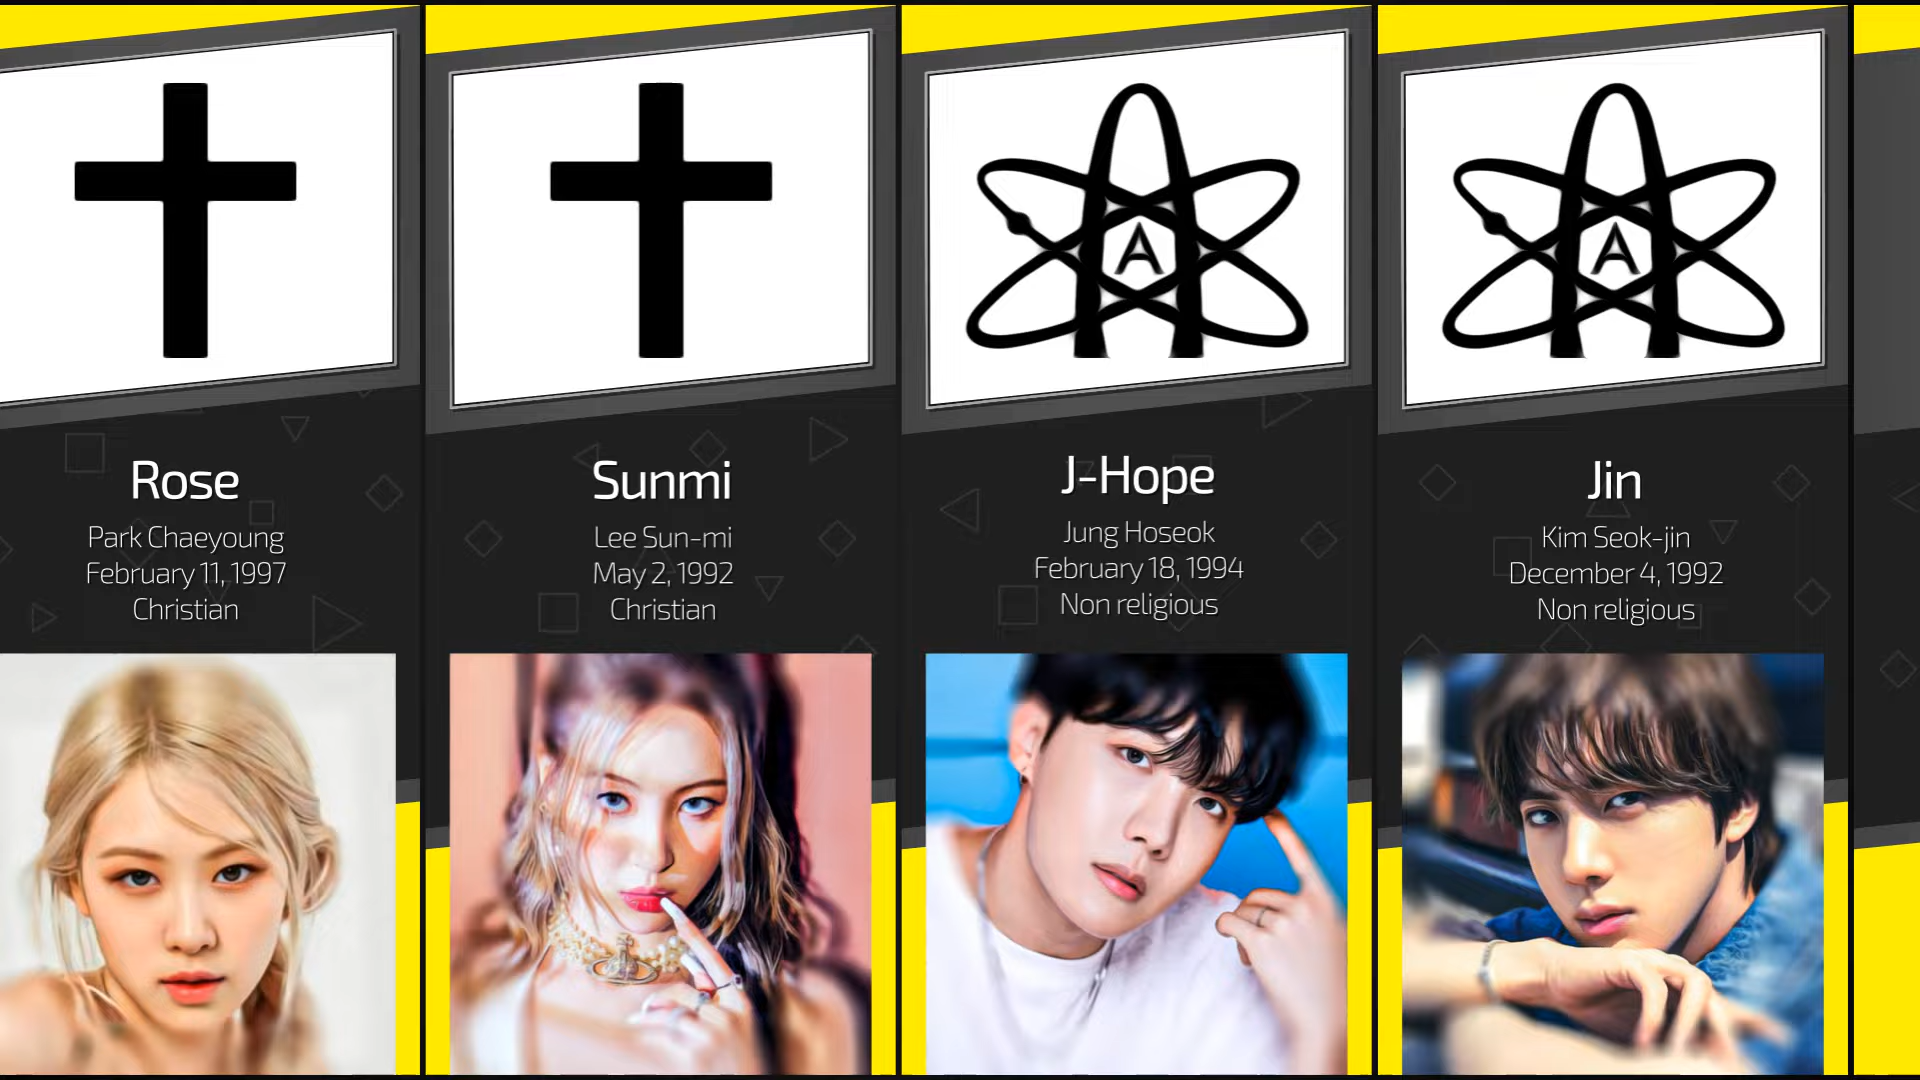 Rose
Park Chaeyoung
February 11, 1997
Christian
Sunmi
Lee Sun-mi
May 2, 1992
Christian
A
J-Hope
Jung Hoseok
February 18, 1994
Non religious
A
Jin
Kim Seok-jin
December 4, 1992
Non religious